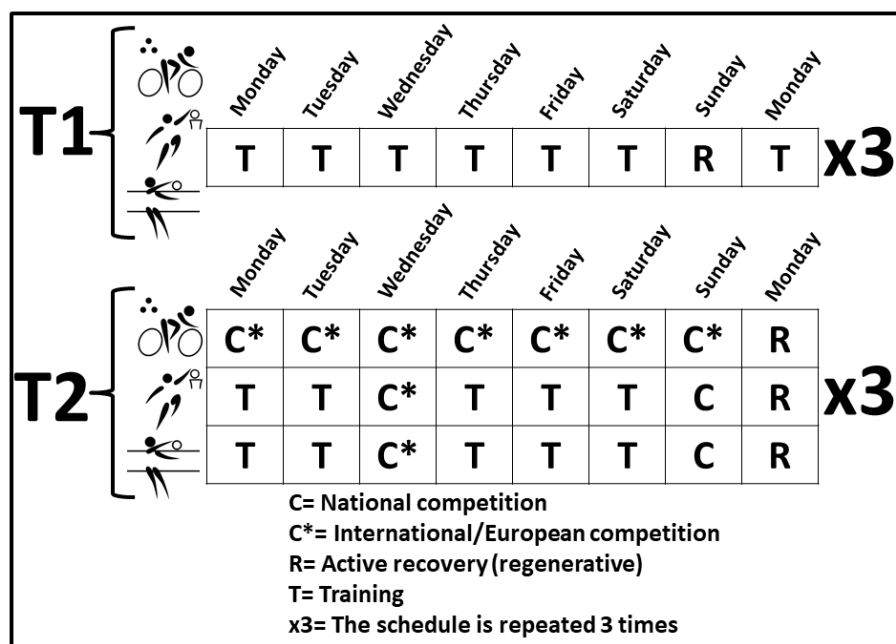 Monday Tuesday Wednesday Thursday Friday Saturday Sunday Monday
T1 T T T T T T R T x3
Monday Tuesday Wednesday Thursday Friday Saturday Sunday Monday
C* C* C* C* C* C* C* R
T2 T T C* T T T C R x3
T T C* T T T C R
C= National competition
C*= International/European competition
R= Active recovery (regenerative)
T= Training
x3= The schedule is repeated 3 times